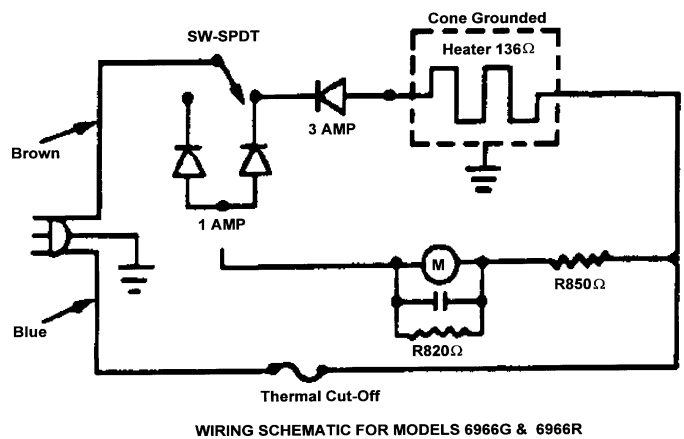 Cone Grounded
SW-SPDT
Heater 136Ω
3 AMP
Brown
1 AMP
M
R850Ω
Blue
R820Ω
Thermal Cut-Off
WIRING SCHEMATIC FOR MODELS 6966G & 6966R